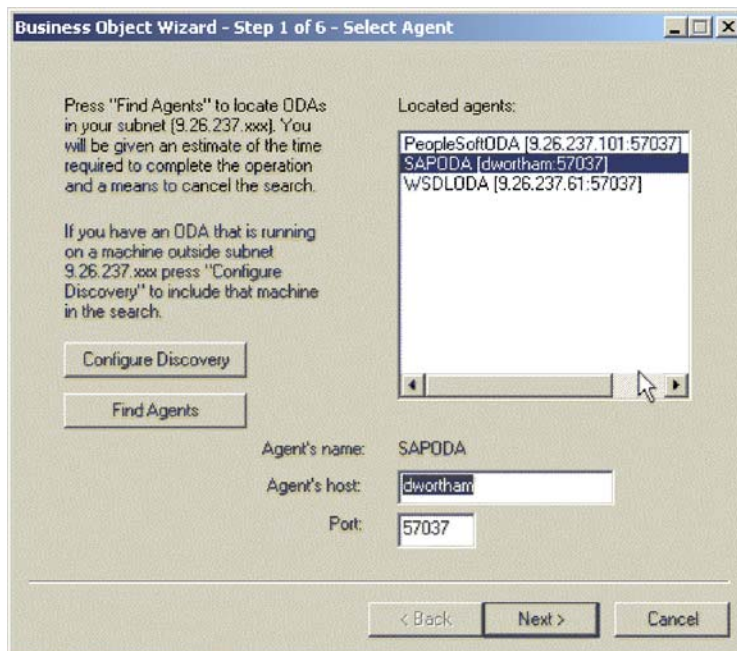 Business Object Wizard - Step 1 of 6 - Select Agent
Press "Find Agents" to locate ODAs
in your subnet (9.26.237.xxx). You
will be given an estimate of the time
required to complete the operation
and a means to cancel the search.
If you have an ODA that is running
on a machine outside subnet
9.26.237.xxx press "Configure
Discovery" to include that machine
in the search.
Configure Discovery
Find Agents
Located agents:
PeopleSoftODA [9.26.237.101:57037]
SAPODA [dwortham:57037]
WSDLODA [9.26.237.61:57037]
Agent's name: SAPODA
Agent's host: dwortham
Port: 57037
< Back
Next >
Cancel